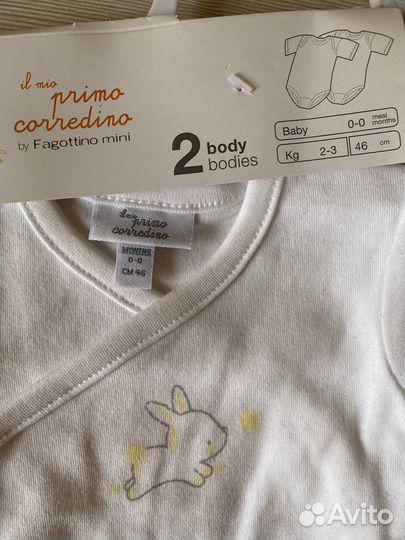 il mio
primo
corredino
by Fagottino mini
2 body
bodies
Baby 0-0 mesi
months
Kg 2-3 46 cm
il mio
primo
corredino
MONTHS
0-0
CM 46
Avito